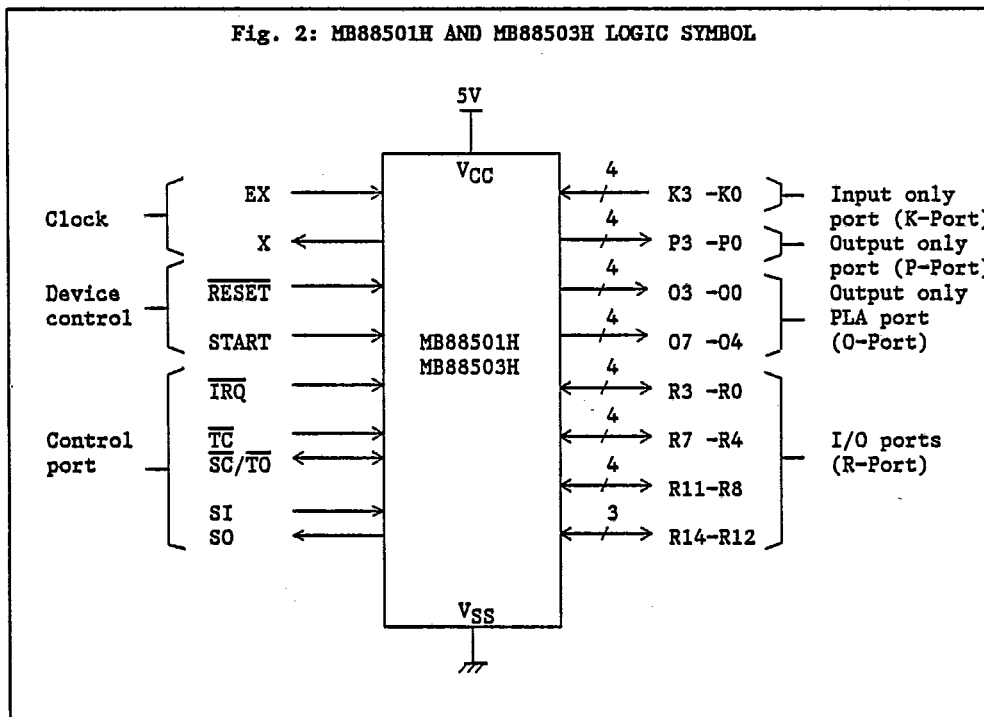 Fig. 2: MB88501H AND MB88503H LOGIC SYMBOL
5V
VCC
Clock
EX
X
Device
control
RESET
START
Control
port
IRQ
TC
SC/TO
SI
SO
MB88501H
MB88503H
4 K3 -K0
Input only
port (K-Port)
4 P3 -P0
Output only
port (P-Port)
4 O3 -O0
4 O7 -O4
Output only
PLA port
(O-Port)
4 R3 -R0
4 R7 -R4
4 R11-R8
3 R14-R12
I/O ports
(R-Port)
VSS